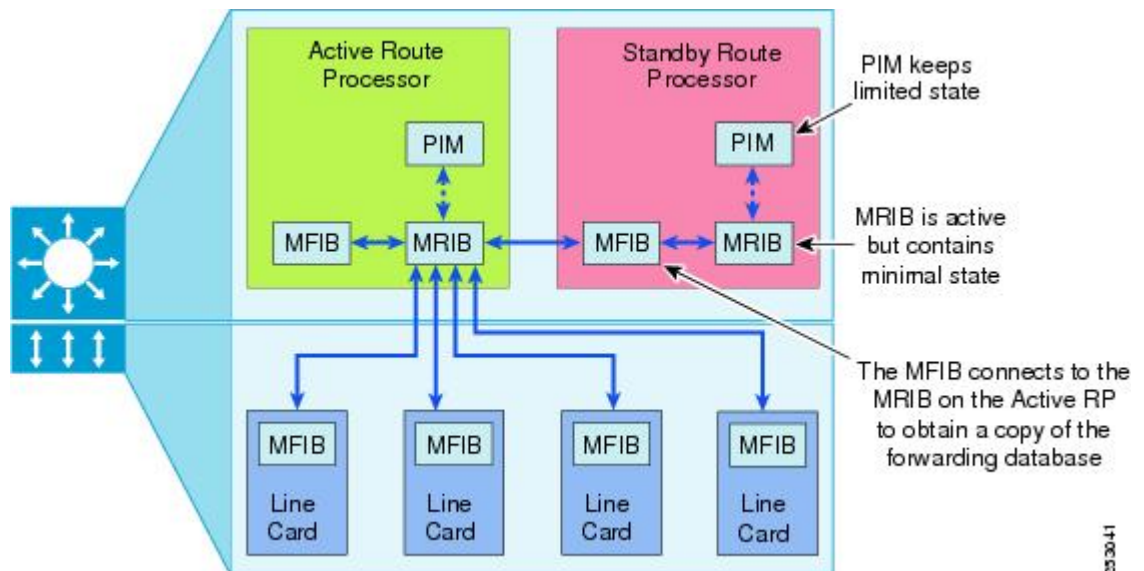 Active Route
Processor
Standby Route
Processor
PIM keeps
limited state
PIM
PIM
MFIB
MRIB
MFIB
MRIB
MRIB is active
but contains
minimal state
The MFIB connects to the
MRIB on the Active RP
to obtain a copy of the
forwarding database
MFIB
Line
Card
MFIB
Line
Card
MFIB
Line
Card
MFIB
Line
Card
253041